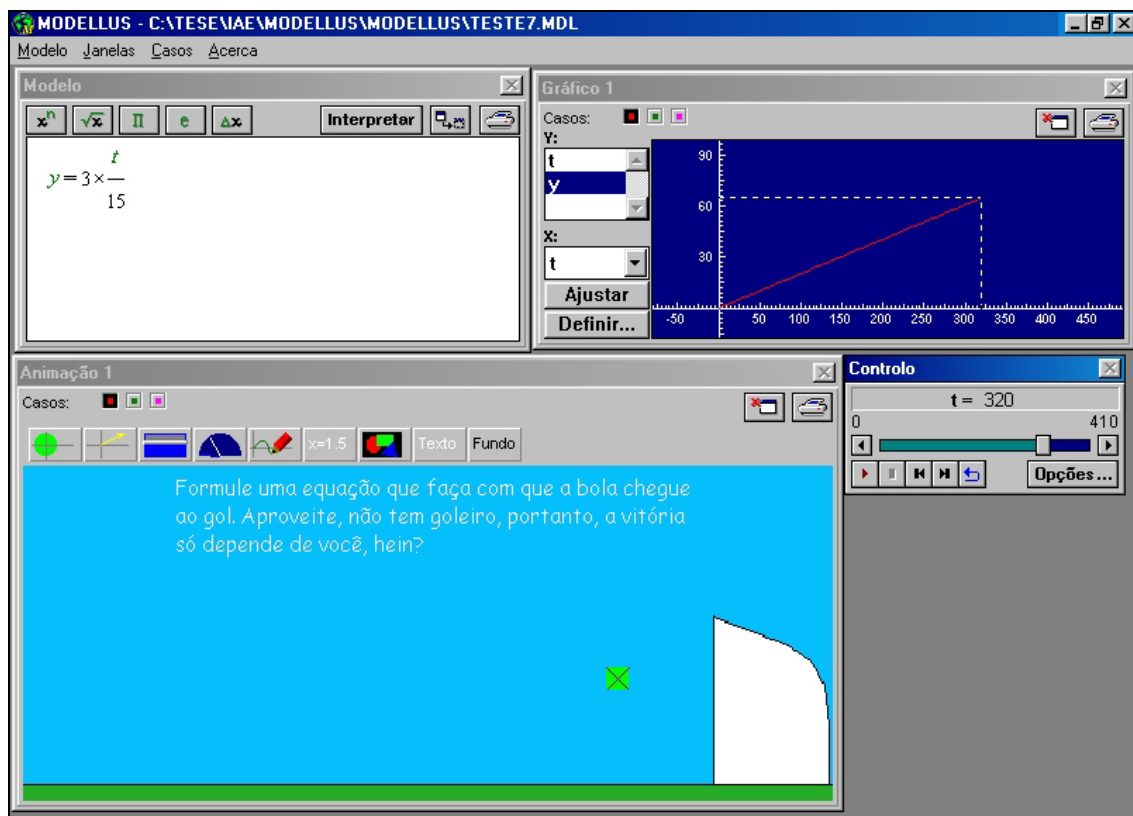 MODELLUS - C:\TESE\IAE\MODELLUS\MODELLUS\TESTE7.MDL
Modelo Janelas Casos Acerca
Modelo
xⁿ √x Π e Δx Interpretar
y = 3 × t/15
Gráfico 1
Casos:
Y:
t
y
X:
t
Ajustar
Definir...
90
60
30
-50 50 100 150 200 250 300 350 400 450
Animação 1
Casos:
x=1.5 Texto Fundo
Formule uma equação que faça com que a bola chegue
ao gol. Aproveite, não tem goleiro, portanto, a vitória
só depende de você, hein?
Controlo
t = 320
0 410
Opções...